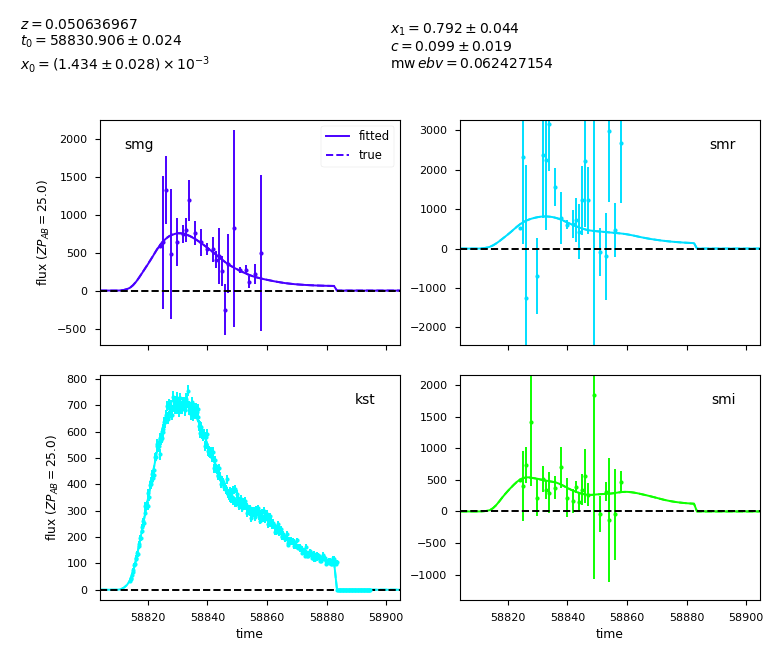 z = 0.050636967
t₀ = 58830.906 ± 0.024
x₀ = (1.434 ± 0.028) × 10⁻³
x₁ = 0.792 ± 0.044
c = 0.099 ± 0.019
mw ebv = 0.062427154
smg
fitted
true
2000
1500
1000
500
0
−500
flux (ZP_AB = 25.0)
smr
3000
2000
1000
0
−1000
−2000
kst
800
700
600
500
400
300
200
100
0
flux (ZP_AB = 25.0)
58820 58840 58860 58880 58900
time
smi
2000
1500
1000
500
0
−500
−1000
58820 58840 58860 58880 58900
time